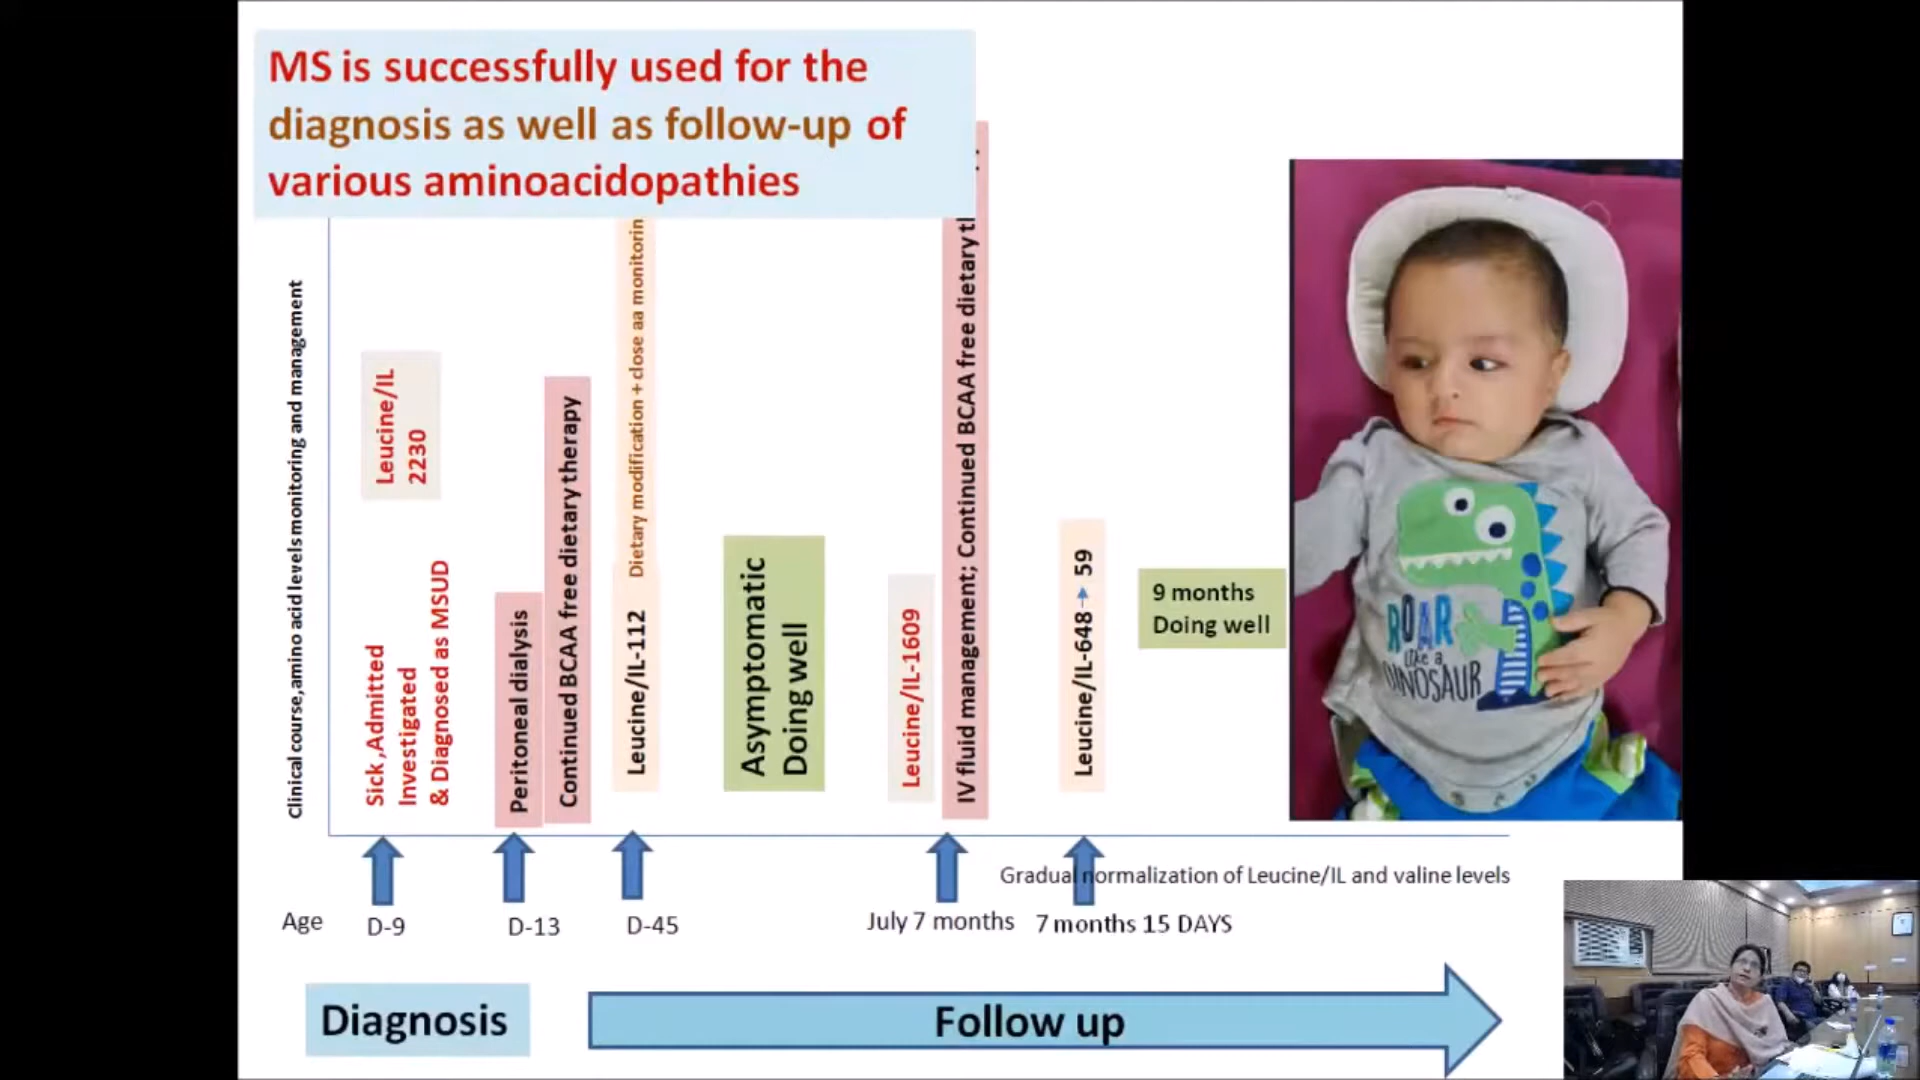 MS is successfully used for the
diagnosis as well as follow-up of
various aminoacidopathies
Clinical course,amino acid levels monitoring and management
Leucine/IL
2230
Sick ,Admitted
Investigated
& Diagnosed as MSUD
Peritoneal dialysis
Continued BCAA free dietary therapy
Dietary modification + close aa monitorin
Leucine/IL-112
Asymptomatic
Doing well
Leucine/IL-1609
IV fluid management; Continued BCAA free dietary
Leucine/IL-648→ 59
9 months
Doing well
ROAR
like a
DINOSAUR
Gradual normalization of Leucine/IL and valine levels
Age
D-9
D-13
D-45
July 7 months
7 months 15 DAYS
Diagnosis
Follow up